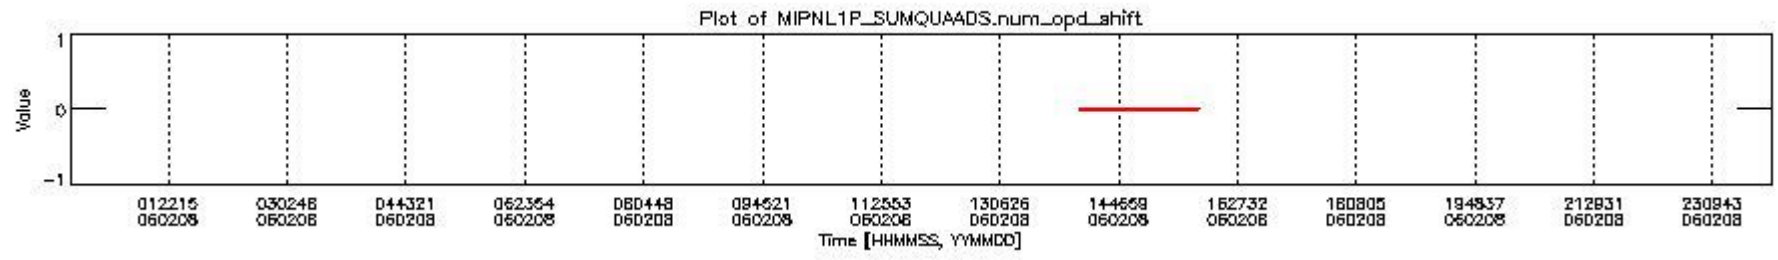 Plot of MIPNL1P_SUMQUAADS.num_opd_shift
1
0
-1
Value
012215 030248 044321 062354 080448 094521 112553 130626 144659 162732 180805 194837 212931 230943
060208 060208 060208 060208 060208 060208 060208 060208 060208 060208 060208 060208 060208 060208
Time [HHMMSS, YYMMDD]